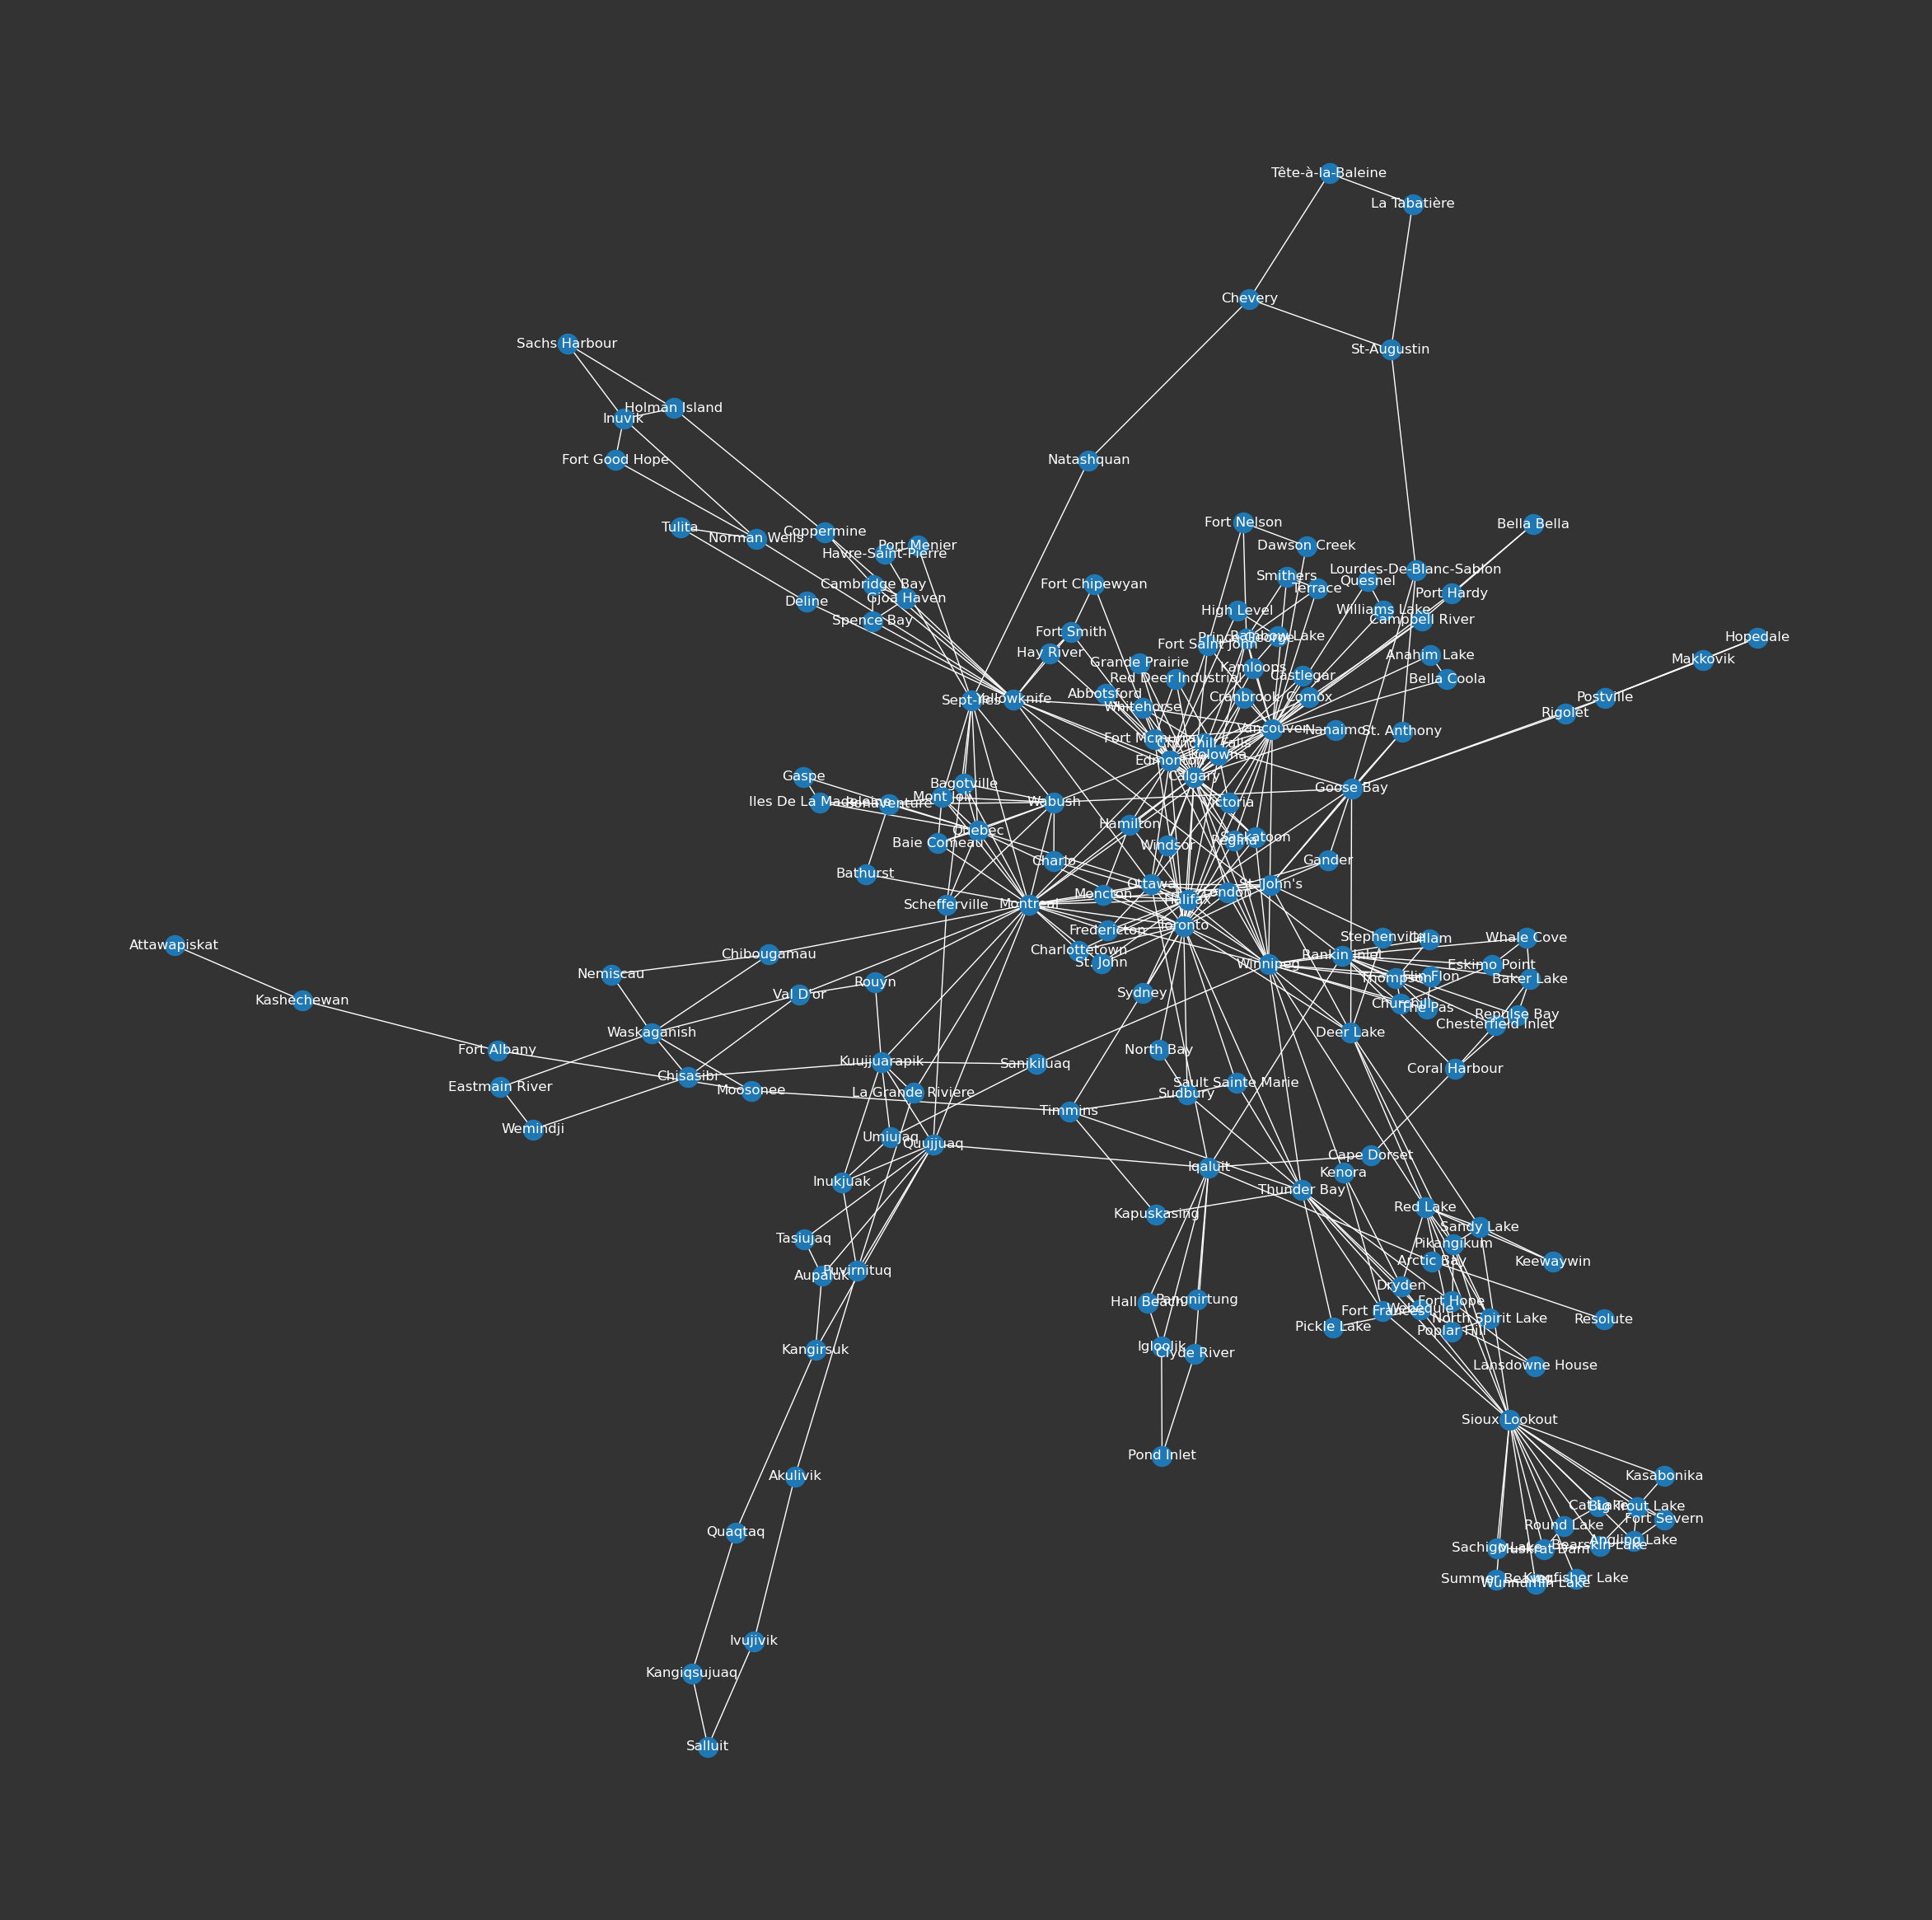 Tête-à-la-Baleine
La Tabatière
Chevery
Sachs Harbour
St-Augustin
Holman Island
Inuvik
Fort Good Hope
Natashquan
Fort Nelson
Bella Bella
Tulita
Coppermine
Norman Wells
Port Menier
Dawson Creek
Havre-Saint-Pierre
Lourdes-De-Blanc-Sablon
Smithers
Quesnel
Cambridge Bay
Fort Chipewyan
Terrace
Port Hardy
Gjoa Haven
Deline
High Level
Williams Lake
Spence Bay
Campbell River
Fort Smith
Prince George
Rainbow Lake
Hopedale
Fort Saint John
Hay River
Anahim Lake
Makkovik
Grande Prairie
Kamloops
Red Deer Industrial
Castlegar
Bella Coola
Abbotsford
Cranbrook
Comox
Postville
Sept-Iles
Yellowknife
Whitehorse
Rigolet
Vancouver
Nanaimo
St. Anthony
Fort Mcmurray
Churchill Falls
Kelowna
Edmonton
Gaspe
Calgary
Bagotville
Goose Bay
Mont Joli
Iles De La Madelaine
Bonaventure
Wabush
Victoria
Hamilton
Quebec
Baie Comeau
Windsor
Regina
Saskatoon
Charlo
Gander
Bathurst
Ottawa
St. John's
Moncton
London
Schefferville
Montreal
Halifax
Toronto
Fredericton
Attawapiskat
Stephenville
Gillam
Whale Cove
Chibougamau
Charlottetown
Rankin Inlet
St. John
Winnipeg
Eskimo Point
Nemiscau
Rouyn
Thompson
Flin Flon
Baker Lake
Val D'or
Sydney
Kashechewan
Churchill
The Pas
Repulse Bay
Chesterfield Inlet
Waskaganish
Deer Lake
Fort Albany
North Bay
Kuujjuarapik
Sanikiluaq
Coral Harbour
Chisasibi
Eastmain River
Moosonee
La Grande Riviere
Sault Sainte Marie
Sudbury
Timmins
Wemindji
Umiujaq
Quujjuaq
Cape Dorset
Iqaluit
Kenora
Inukjuak
Thunder Bay
Red Lake
Kapuskasing
Sandy Lake
Tasiujaq
Pikangikum
Arctic Bay
Keewaywin
Aupaluk
Puvirnituq
Dryden
Hall Beach
Pangnirtung
Fort Hope
Fort Frances
Webequie
North Spirit Lake
Resolute
Pickle Lake
Poplar Hill
Kangirsuk
Igloolik
Clyde River
Lansdowne House
Sioux Lookout
Pond Inlet
Akulivik
Kasabonika
Cat Lake
Big Trout Lake
Fort Severn
Round Lake
Quaqtaq
Angling Lake
Sachigo Lake
Muskrat Dam
Bearskin Lake
Summer Beaver
Kingfisher Lake
Wunnumin Lake
Ivujivik
Kangiqsujuaq
Salluit